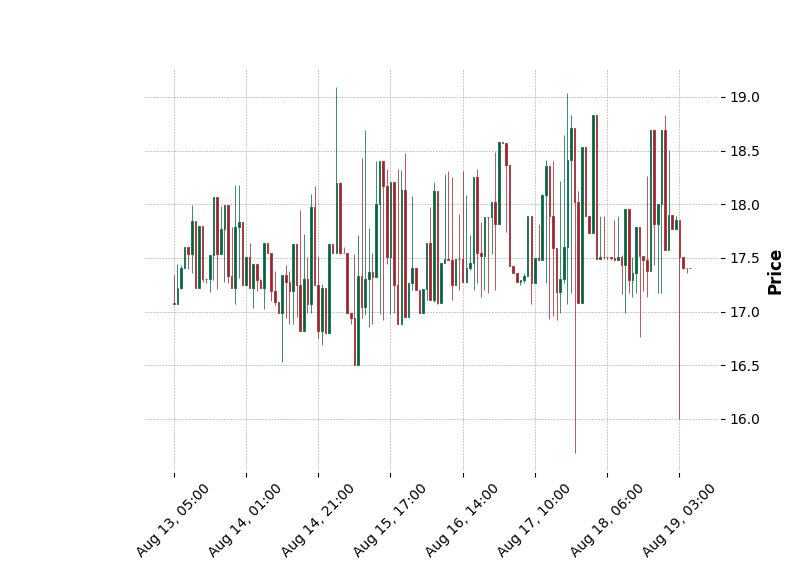 19.0
18.5
18.0
17.5
17.0
16.5
16.0
Price
Aug 13, 05:00
Aug 14, 01:00
Aug 14, 21:00
Aug 15, 17:00
Aug 16, 14:00
Aug 17, 10:00
Aug 18, 06:00
Aug 19, 03:00